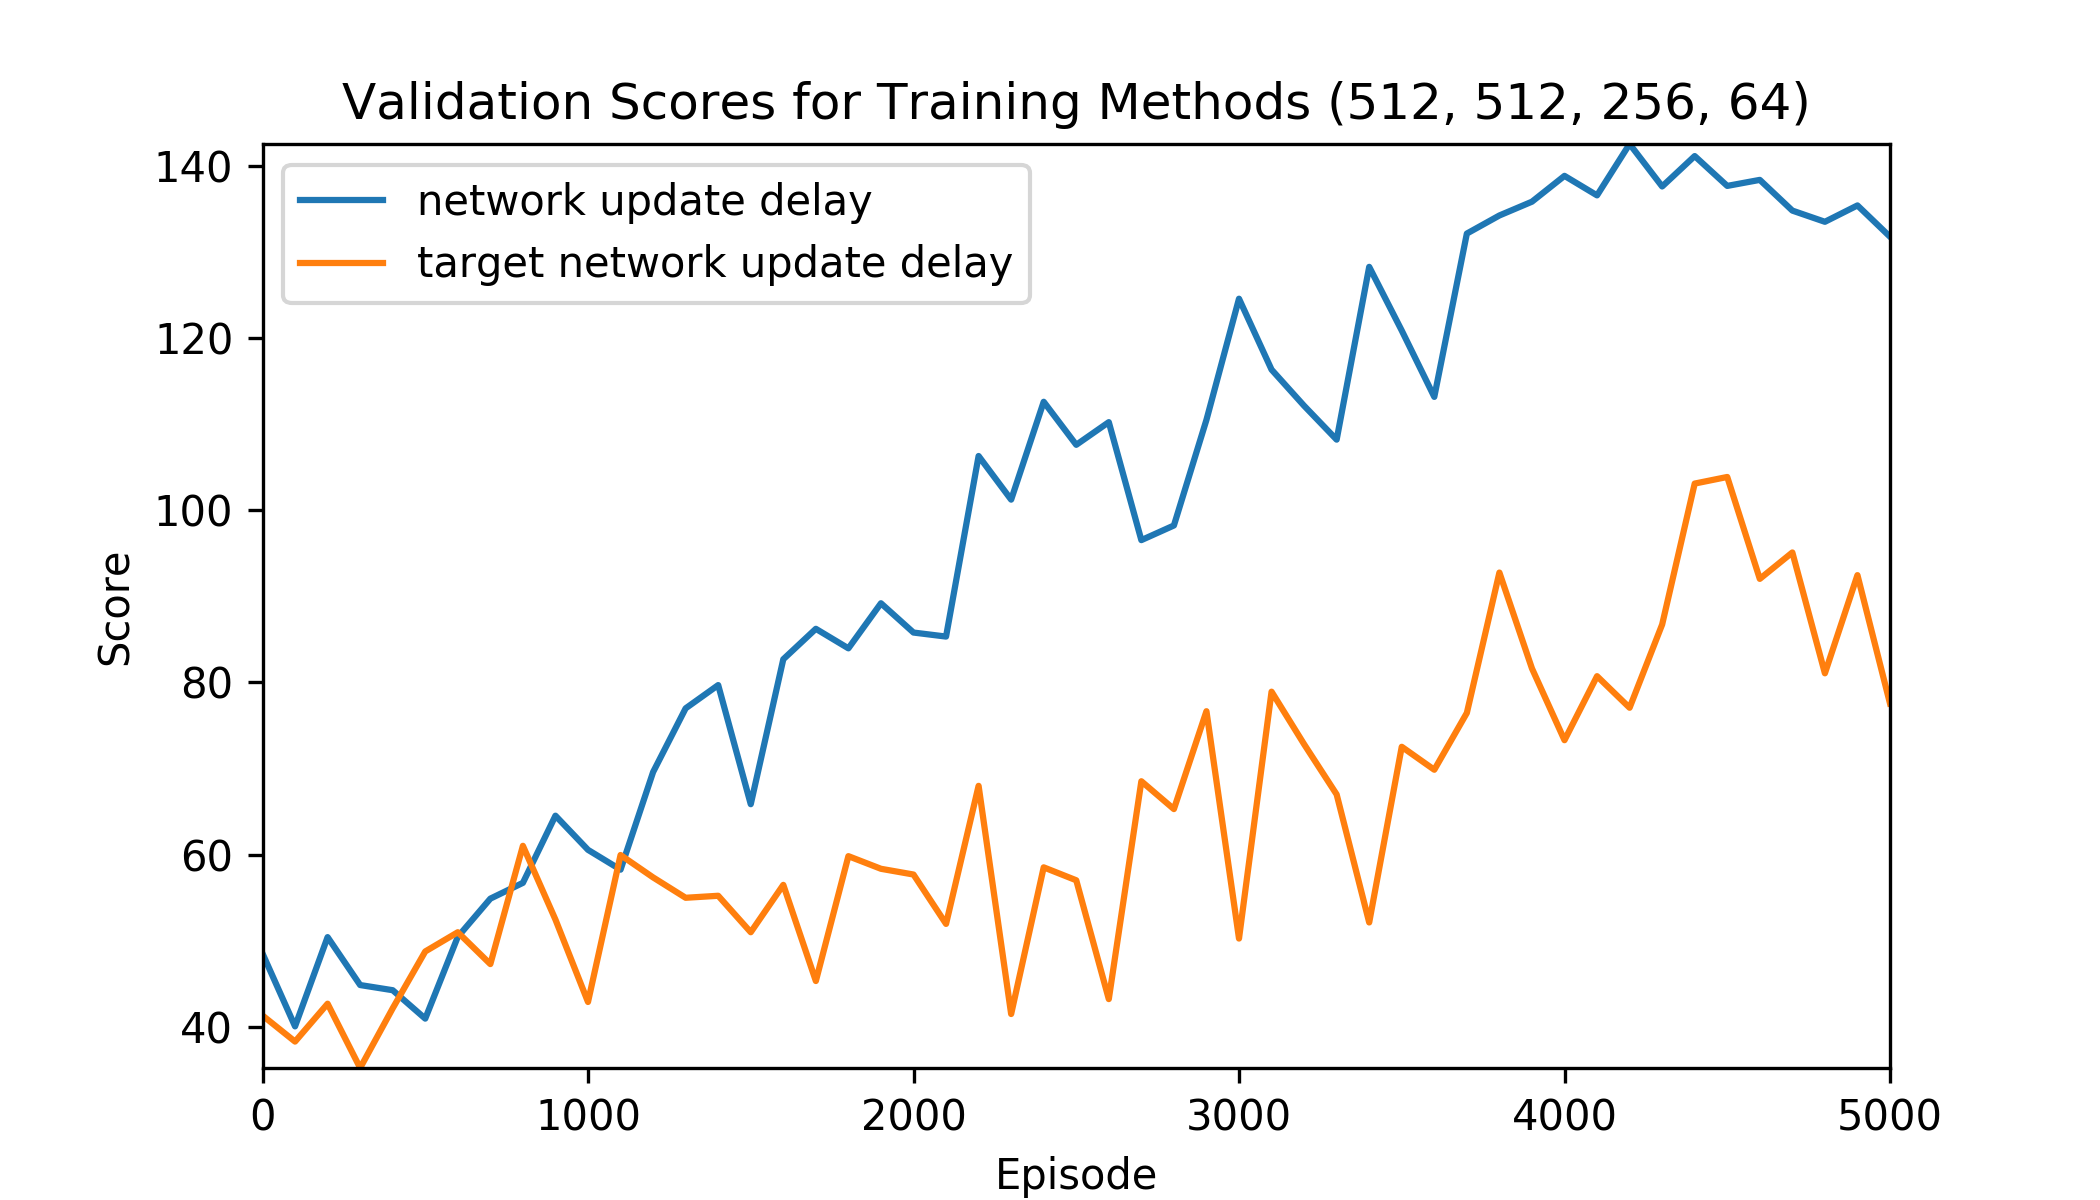 Validation Scores for Training Methods (512, 512, 256, 64)
network update delay
target network update delay
140
120
100
80
60
40
Score
0 1000 2000 3000 4000 5000
Episode